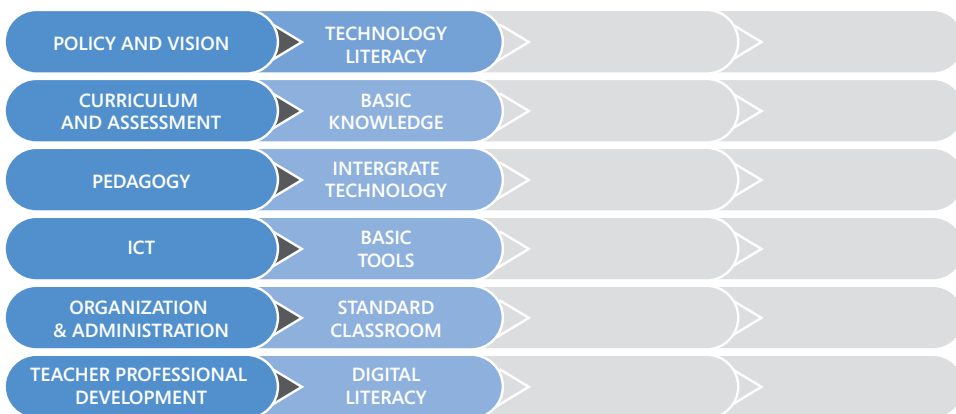 POLICY AND VISION
TECHNOLOGY
LITERACY
CURRICULUM
AND ASSESSMENT
BASIC
KNOWLEDGE
PEDAGOGY
INTERGRATE
TECHNOLOGY
ICT
BASIC
TOOLS
ORGANIZATION
& ADMINISTRATION
STANDARD
CLASSROOM
TEACHER PROFESSIONAL
DEVELOPMENT
DIGITAL
LITERACY